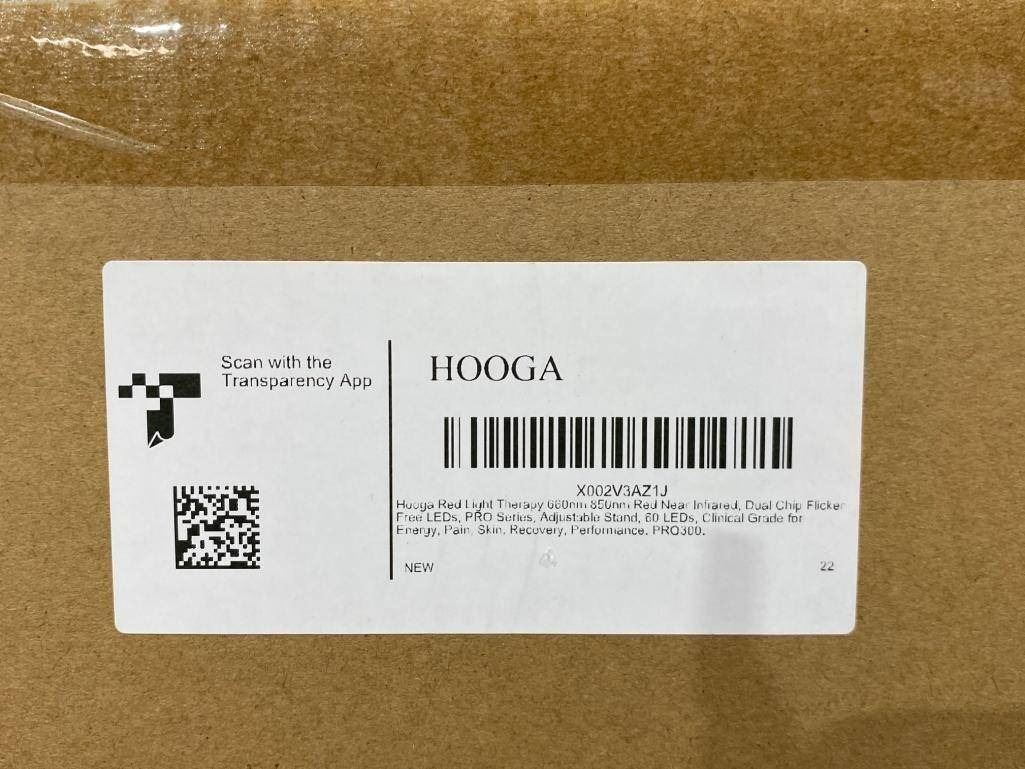 Scan with the
Transparency App
HOOGA
X002V3AZ1J
Hooga Red Light Therapy 660nm 850nm Red Near Infrared, Dual Chip Flicker
Free LEDs, PRO Series, Adjustable Stand, 60 LEDs, Clinical Grade for
Energy, Pain, Skin, Recovery, Performance. PRO300.
NEW
22